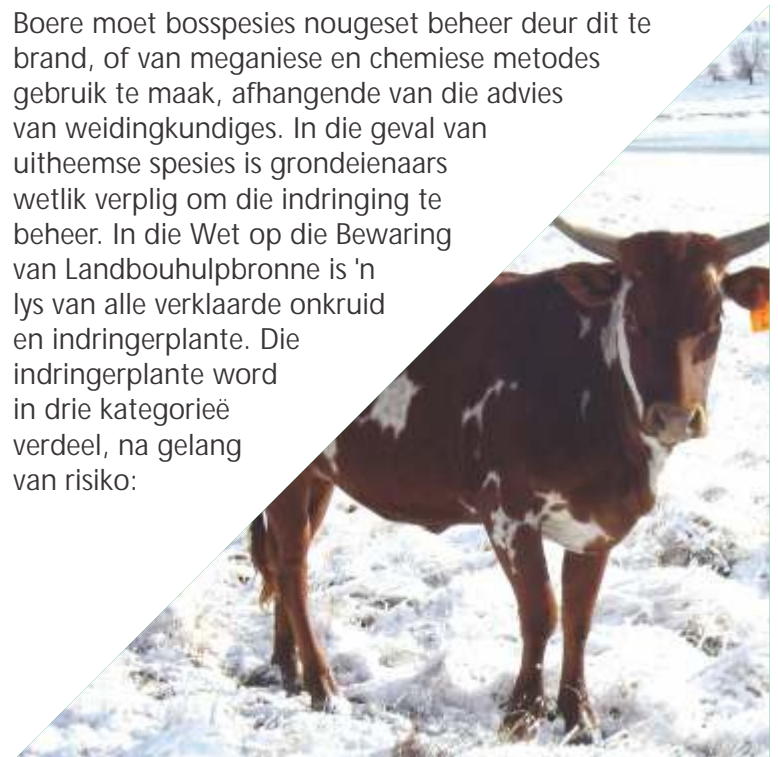 Boere moet bosspesies nougeset beheer deur dit te
brand, of van meganiese en chemiese metodes
gebruik te maak, afhangende van die advies
van weidingkundiges. In die geval van
uitheemse spesies is grondeienaars
wetlik verplig om die indringing te
beheer. In die Wet op die Bewaring
van Landbouhulpbronne is 'n
lys van alle verklaarde onkruid
en indringerplante. Die
indringerplante word
in drie kategorieë
verdeel, na gelang
van risiko: